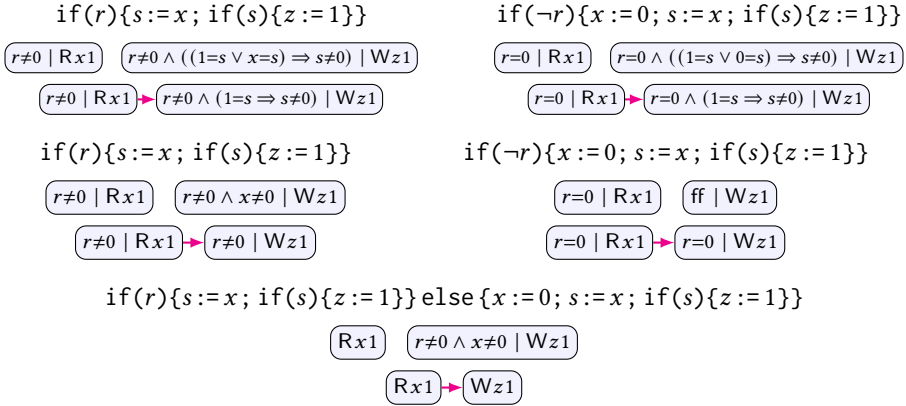 if(r){s:=x; if(s){z:=1}} if(¬r){x:=0; s:=x; if(s){z:=1}}
r≠0 | Rx1 r≠0 ∧ ((1=s ∨ x=s) ⇒ s≠0) | Wz1 r=0 | Rx1 r=0 ∧ ((1=s ∨ 0=s) ⇒ s≠0) | Wz1
r≠0 | Rx1 r≠0 ∧ (1=s ⇒ s≠0) | Wz1 r=0 | Rx1 r=0 ∧ (1=s ⇒ s≠0) | Wz1
if(r){s:=x; if(s){z:=1}} if(¬r){x:=0; s:=x; if(s){z:=1}}
r≠0 | Rx1 r≠0 ∧ x≠0 | Wz1 r=0 | Rx1 ff | Wz1
r≠0 | Rx1 r≠0 | Wz1 r=0 | Rx1 r=0 | Wz1
if(r){s:=x; if(s){z:=1}} else {x:=0; s:=x; if(s){z:=1}}
Rx1 r≠0 ∧ x≠0 | Wz1
Rx1 Wz1